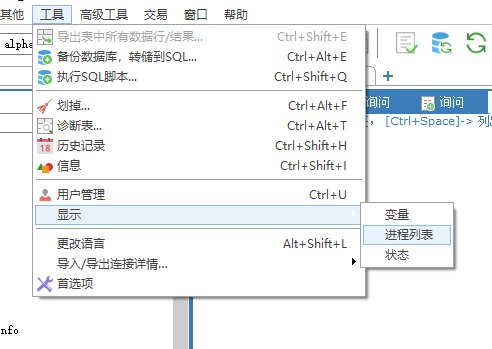 其他 工具 高级工具 交易 窗口 帮助
导出表中所有数据行/结果... Ctrl+Shift+E
alpha
备份数据库，转储到SQL... Ctrl+Alt+E
执行SQL脚本... Ctrl+Shift+Q
划掉... Ctrl+Alt+F
询问 询问
诊断表... Ctrl+Alt+T
[Ctrl+Space]-> 列
历史记录 Ctrl+Shift+H
18
信息 Ctrl+Shift+I
用户管理 Ctrl+U
显示
变量
进程列表
状态
更改语言 Alt+Shift+L
导入/导出连接详情...
首选项
nfo